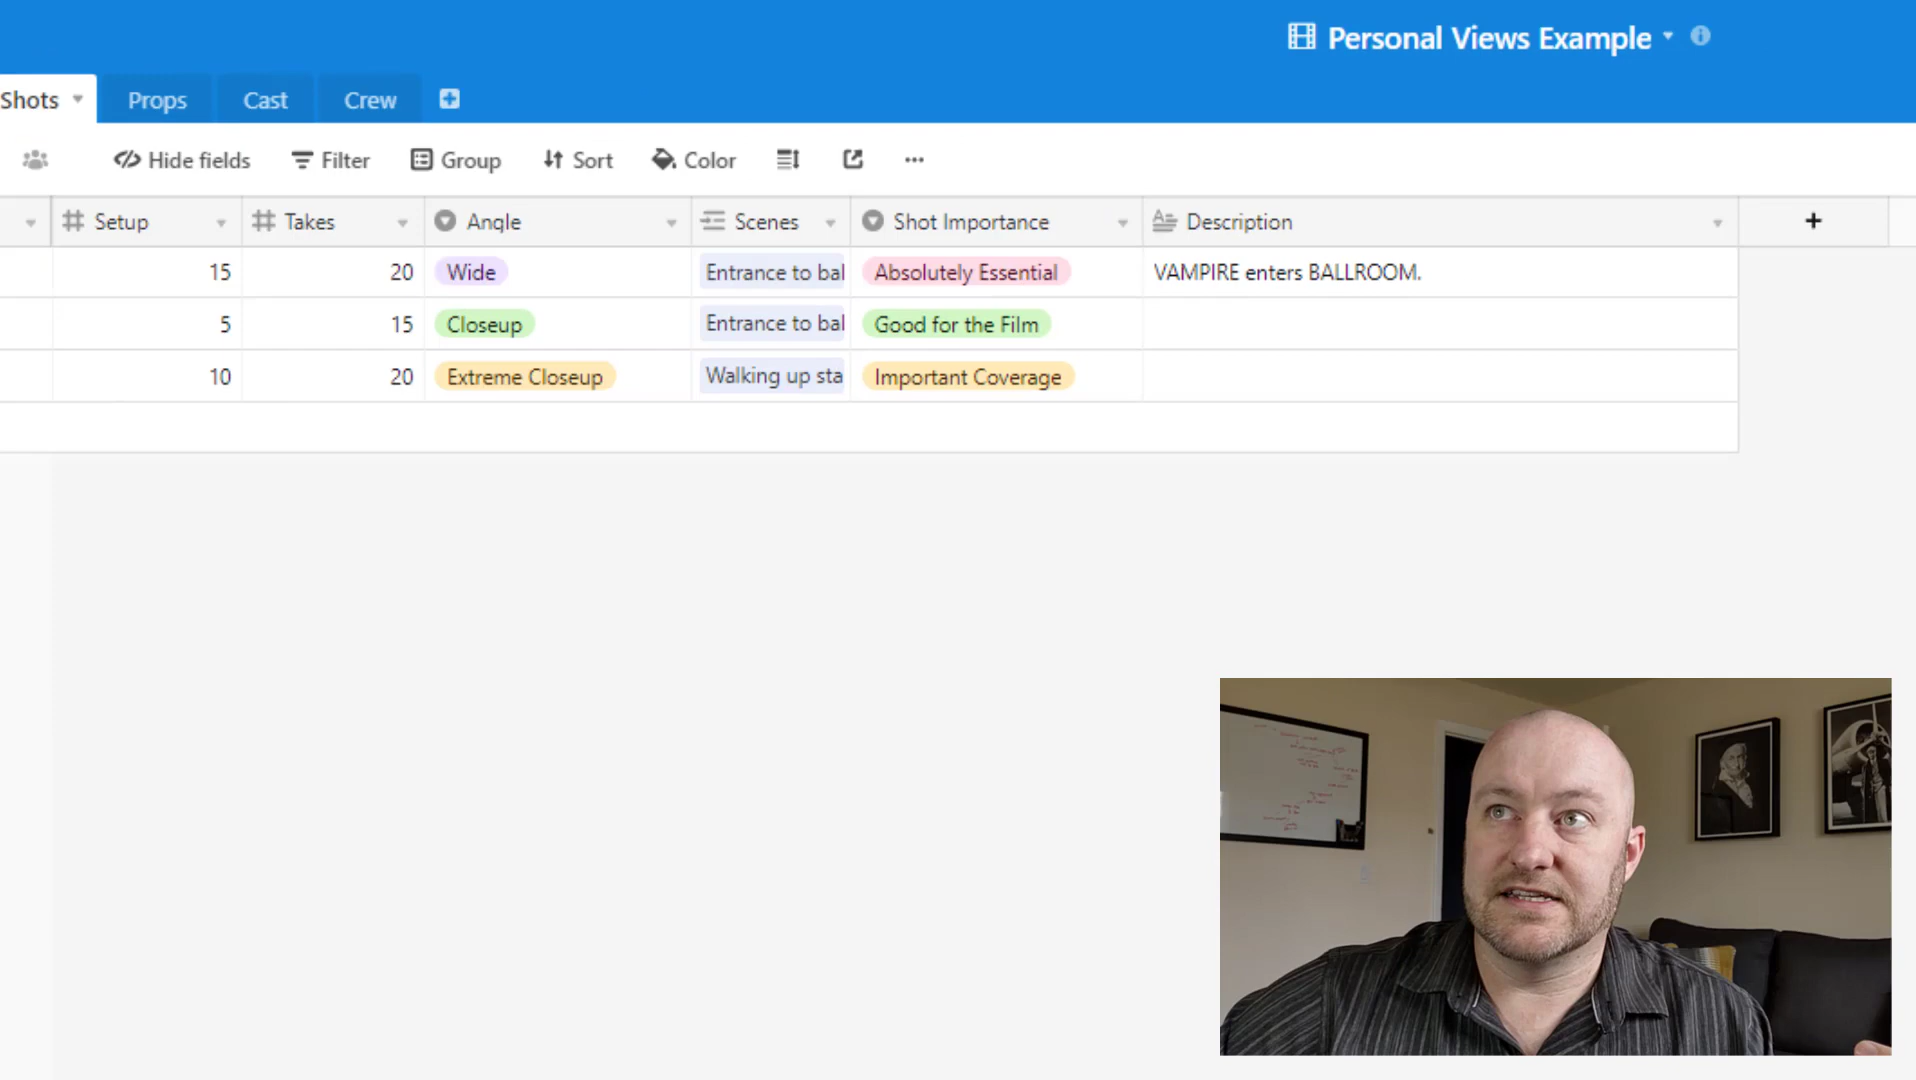 Personal Views Example
Shots Props Cast Crew
Hide fields Filter Group Sort Color
Setup Takes Angle Scenes Shot Importance Description
15 20 Wide Entrance to bal Absolutely Essential VAMPIRE enters BALLROOM.
5 15 Closeup Entrance to bal Good for the Film
10 20 Extreme Closeup Walking up sta Important Coverage